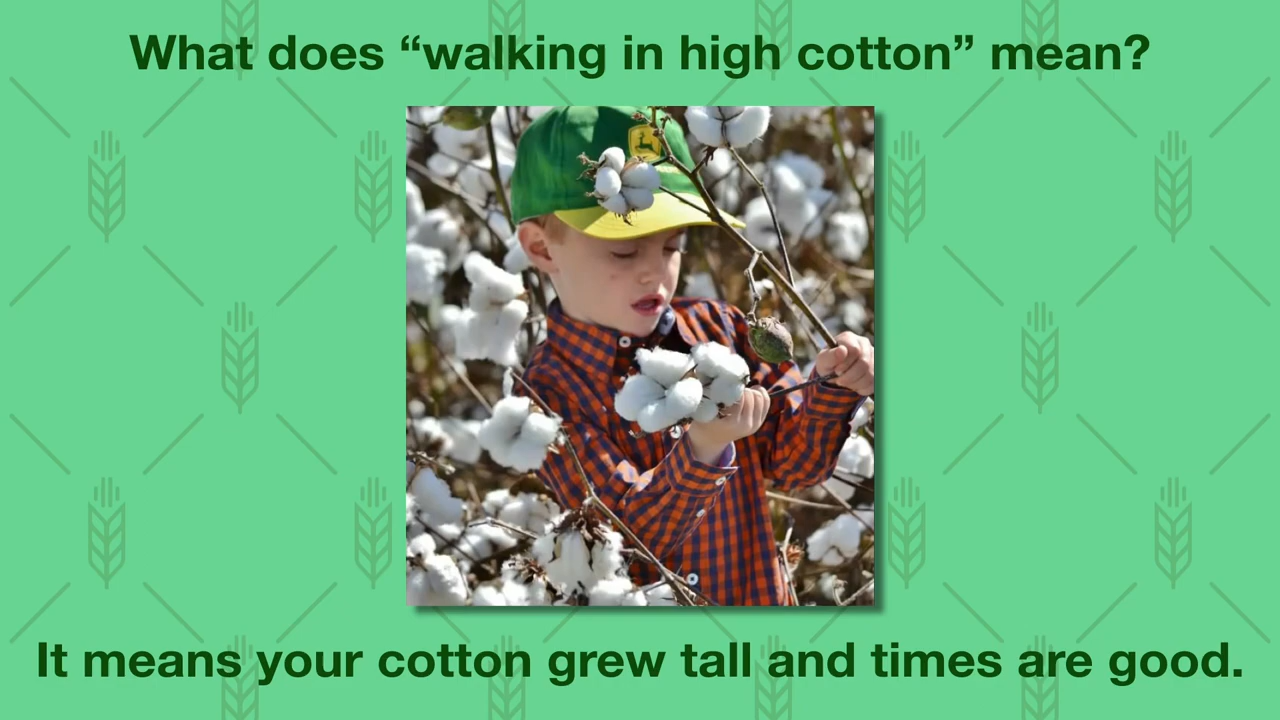 What does “walking in high cotton” mean?
It means your cotton grew tall and times are good.